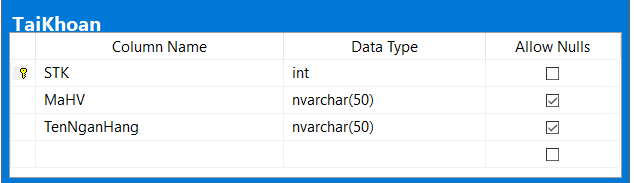 TaiKhoan
Column Name Data Type Allow Nulls
STK int
MaHV nvarchar(50)
TenNganHang nvarchar(50)